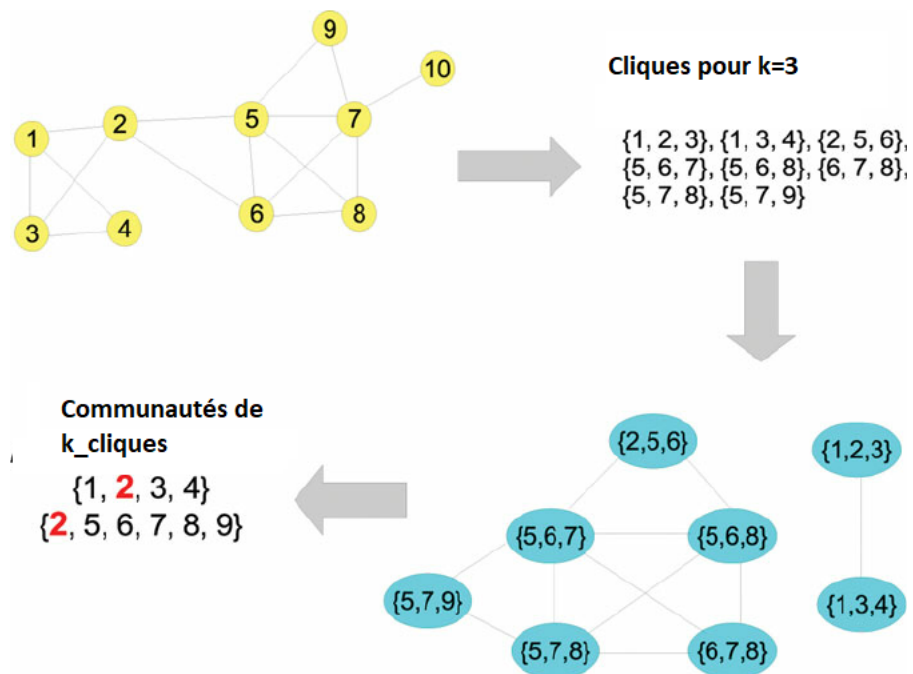 9
10
1
2
5
7
3
4
6
8
Cliques pour k=3
{1, 2, 3}, {1, 3, 4}, {2, 5, 6},
{5, 6, 7}, {5, 6, 8}, {6, 7, 8},
{5, 7, 8}, {5, 7, 9}
Communautés de
k_cliques
{1, 2, 3, 4}
{2, 5, 6, 7, 8, 9}
{2,5,6}
{1,2,3}
{5,6,7}
{5,6,8}
{5,7,9}
{1,3,4}
{5,7,8}
{6,7,8}